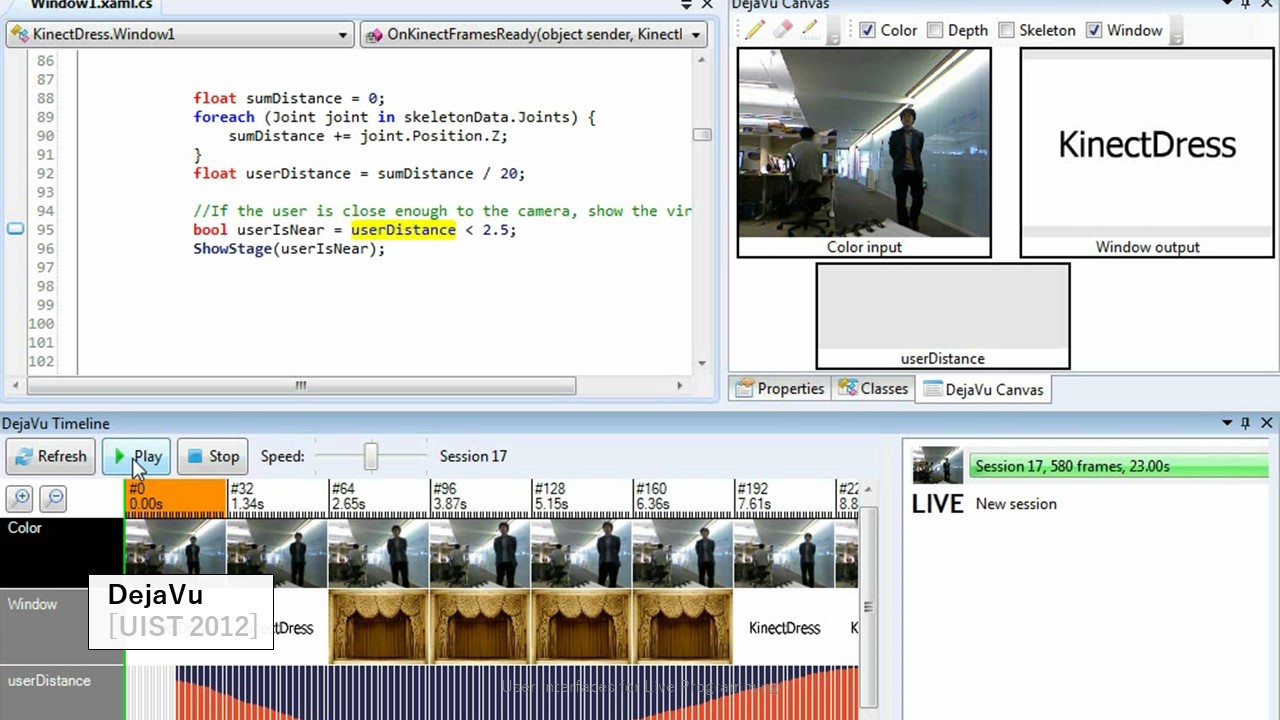 Window1.xaml.cs
KinectDress.Window1
OnKinectFramesReady(object sender, Kinectl
86
87
88 float sumDistance = 0;
89 foreach (Joint joint in skeletonData.Joints) {
90 sumDistance += joint.Position.Z;
91 }
92 float userDistance = sumDistance / 20;
93
94 //If the user is close enough to the camera, show the vir
95 bool userIsNear = userDistance < 2.5;
96 ShowStage(userIsNear);
97
98
99
100
101
102
DejaVu Canvas
Color Depth Skeleton Window
KinectDress
Color input
Window output
userDistance
Properties Classes DejaVu Canvas
DejaVu Timeline
Refresh Play Stop Speed: Session 17
#0 #32 #64 #96 #128 #160 #192 #22
0.00s 1.34s 2.65s 3.87s 5.15s 6.36s 7.61s 8.8
Color
Window
ctDress
KinectDress
K
userDistance
DejaVu
[UIST 2012]
User Interfaces for Live Programming
Session 17, 580 frames, 23.00s
LIVE New session